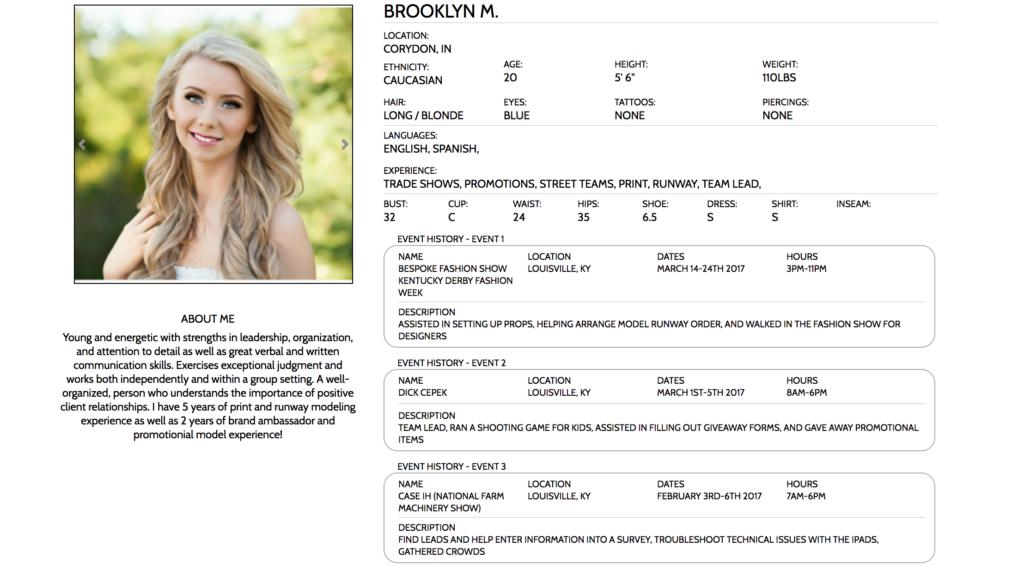 BROOKLYN M.
LOCATION:
CORYDON, IN
ETHNICITY: AGE: HEIGHT: WEIGHT:
CAUCASIAN 20 5' 6" 110LBS
HAIR: EYES: TATTOOS: PIERCINGS:
LONG / BLONDE BLUE NONE NONE
LANGUAGES:
ENGLISH, SPANISH,
EXPERIENCE:
TRADE SHOWS, PROMOTIONS, STREET TEAMS, PRINT, RUNWAY, TEAM LEAD,
BUST: CUP: WAIST: HIPS: SHOE: DRESS: SHIRT: INSEAM:
32 C 24 35 6.5 S S
EVENT HISTORY - EVENT 1
NAME LOCATION DATES HOURS
BESPOKE FASHION SHOW LOUISVILLE, KY MARCH 14-24TH 2017 3PM-11PM
KENTUCKY DERBY FASHION
WEEK
DESCRIPTION
ASSISTED IN SETTING UP PROPS, HELPING ARRANGE MODEL RUNWAY ORDER, AND WALKED IN THE FASHION SHOW FOR
DESIGNERS
EVENT HISTORY - EVENT 2
NAME LOCATION DATES HOURS
DICK CEPEK LOUISVILLE, KY MARCH 1ST-5TH 2017 8AM-6PM
DESCRIPTION
TEAM LEAD, RAN A SHOOTING GAME FOR KIDS, ASSISTED IN FILLING OUT GIVEAWAY FORMS, AND GAVE AWAY PROMOTIONAL
ITEMS
EVENT HISTORY - EVENT 3
NAME LOCATION DATES HOURS
CASE IH (NATIONAL FARM LOUISVILLE, KY FEBRUARY 3RD-6TH 2017 7AM-6PM
MACHINERY SHOW)
DESCRIPTION
FIND LEADS AND HELP ENTER INFORMATION INTO A SURVEY, TROUBLESHOOT TECHNICAL ISSUES WITH THE IPADS,
GATHERED CROWDS
ABOUT ME
Young and energetic with strengths in leadership, organization,
and attention to detail as well as great verbal and written
communication skills. Exercises exceptional judgment and
works both independently and within a group setting. A well-
organized, person who understands the importance of positive
client relationships. I have 5 years of print and runway modeling
experience as well as 2 years of brand ambassador and
promotionial model experience!